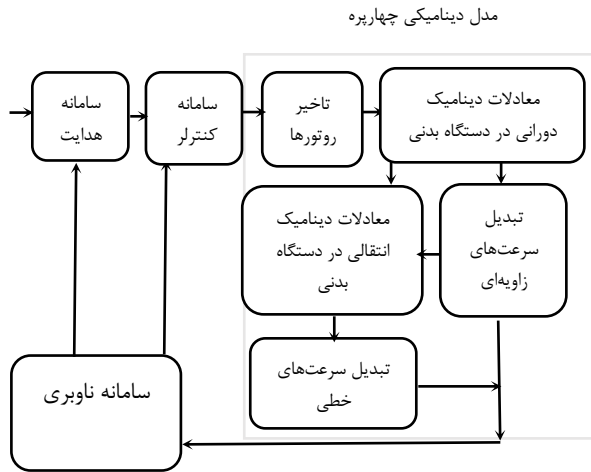 مدل دینامیکی چهارپره
سامانه
هدایت
سامانه
کنترلر
تاخیر
روتورها
معادلات دینامیک
دورانی در دستگاه بدنی
معادلات دینامیک
انتقالی در دستگاه
بدنی
تبدیل
سرعت‌های
زاویه‌ای
تبدیل سرعت‌های
خطی
سامانه ناوبری